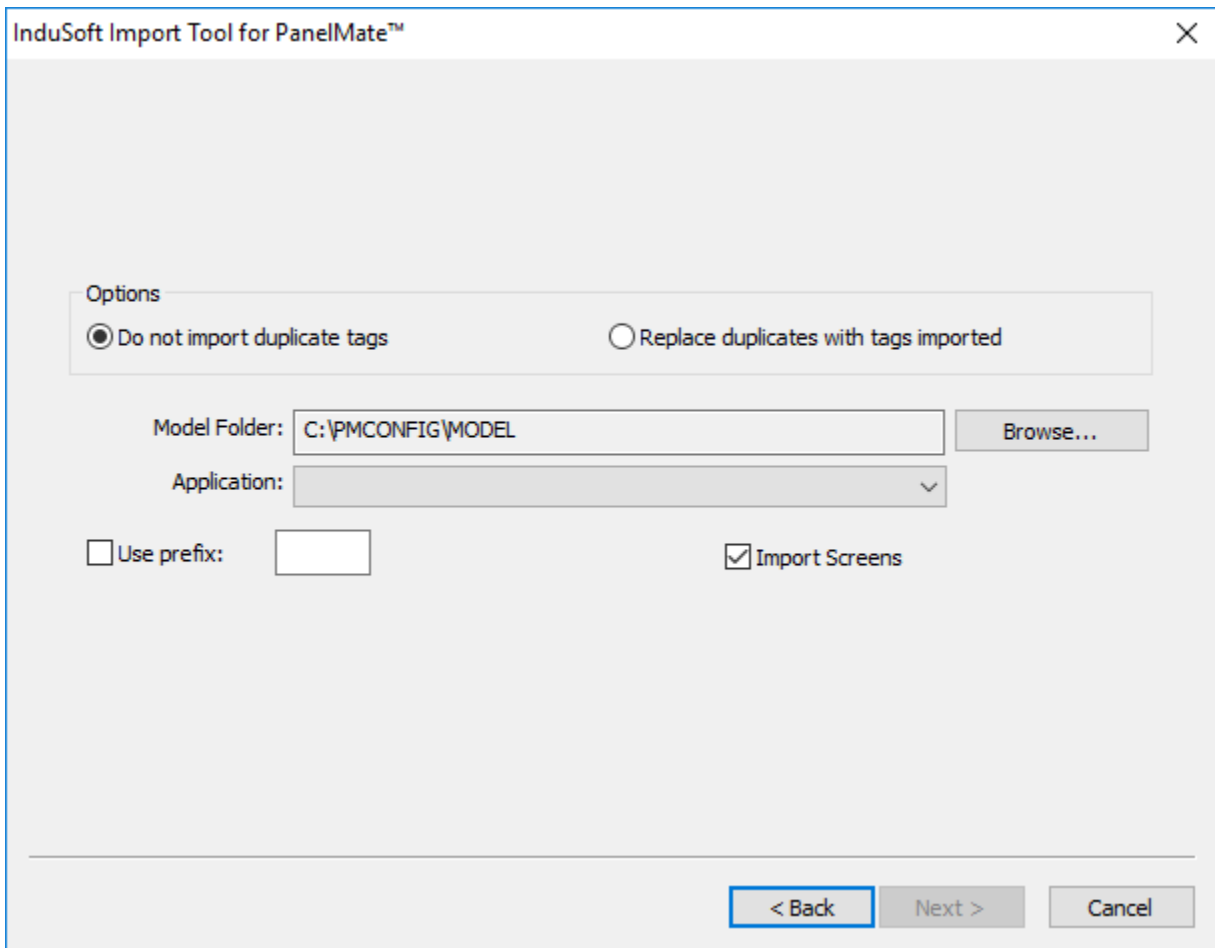 InduSoft Import Tool for PanelMate™
Options
Do not import duplicate tags
Replace duplicates with tags imported
Model Folder: C:\PMCONFIG\MODEL
Browse...
Application:
Use prefix:
Import Screens
< Back
Next >
Cancel